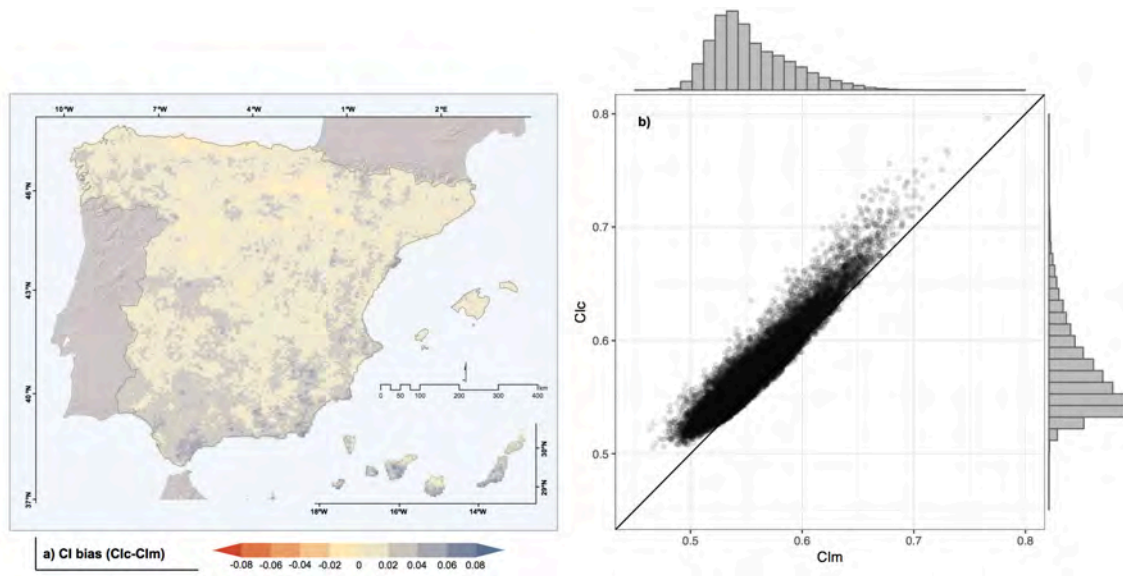 10°W 7°W 4°W 1°W 2°E
46°N
43°N
40°N
37°N
0 50 100 200 300 400
km
30°N
29°N
18°W 16°W 14°W
a) CI bias (CIc-CIm)
-0.08 -0.06 -0.04 -0.02 0 0.02 0.04 0.06 0.08
b)
0.8
0.7
0.6
0.5
CIc
0.5 0.6 0.7 0.8
CIm